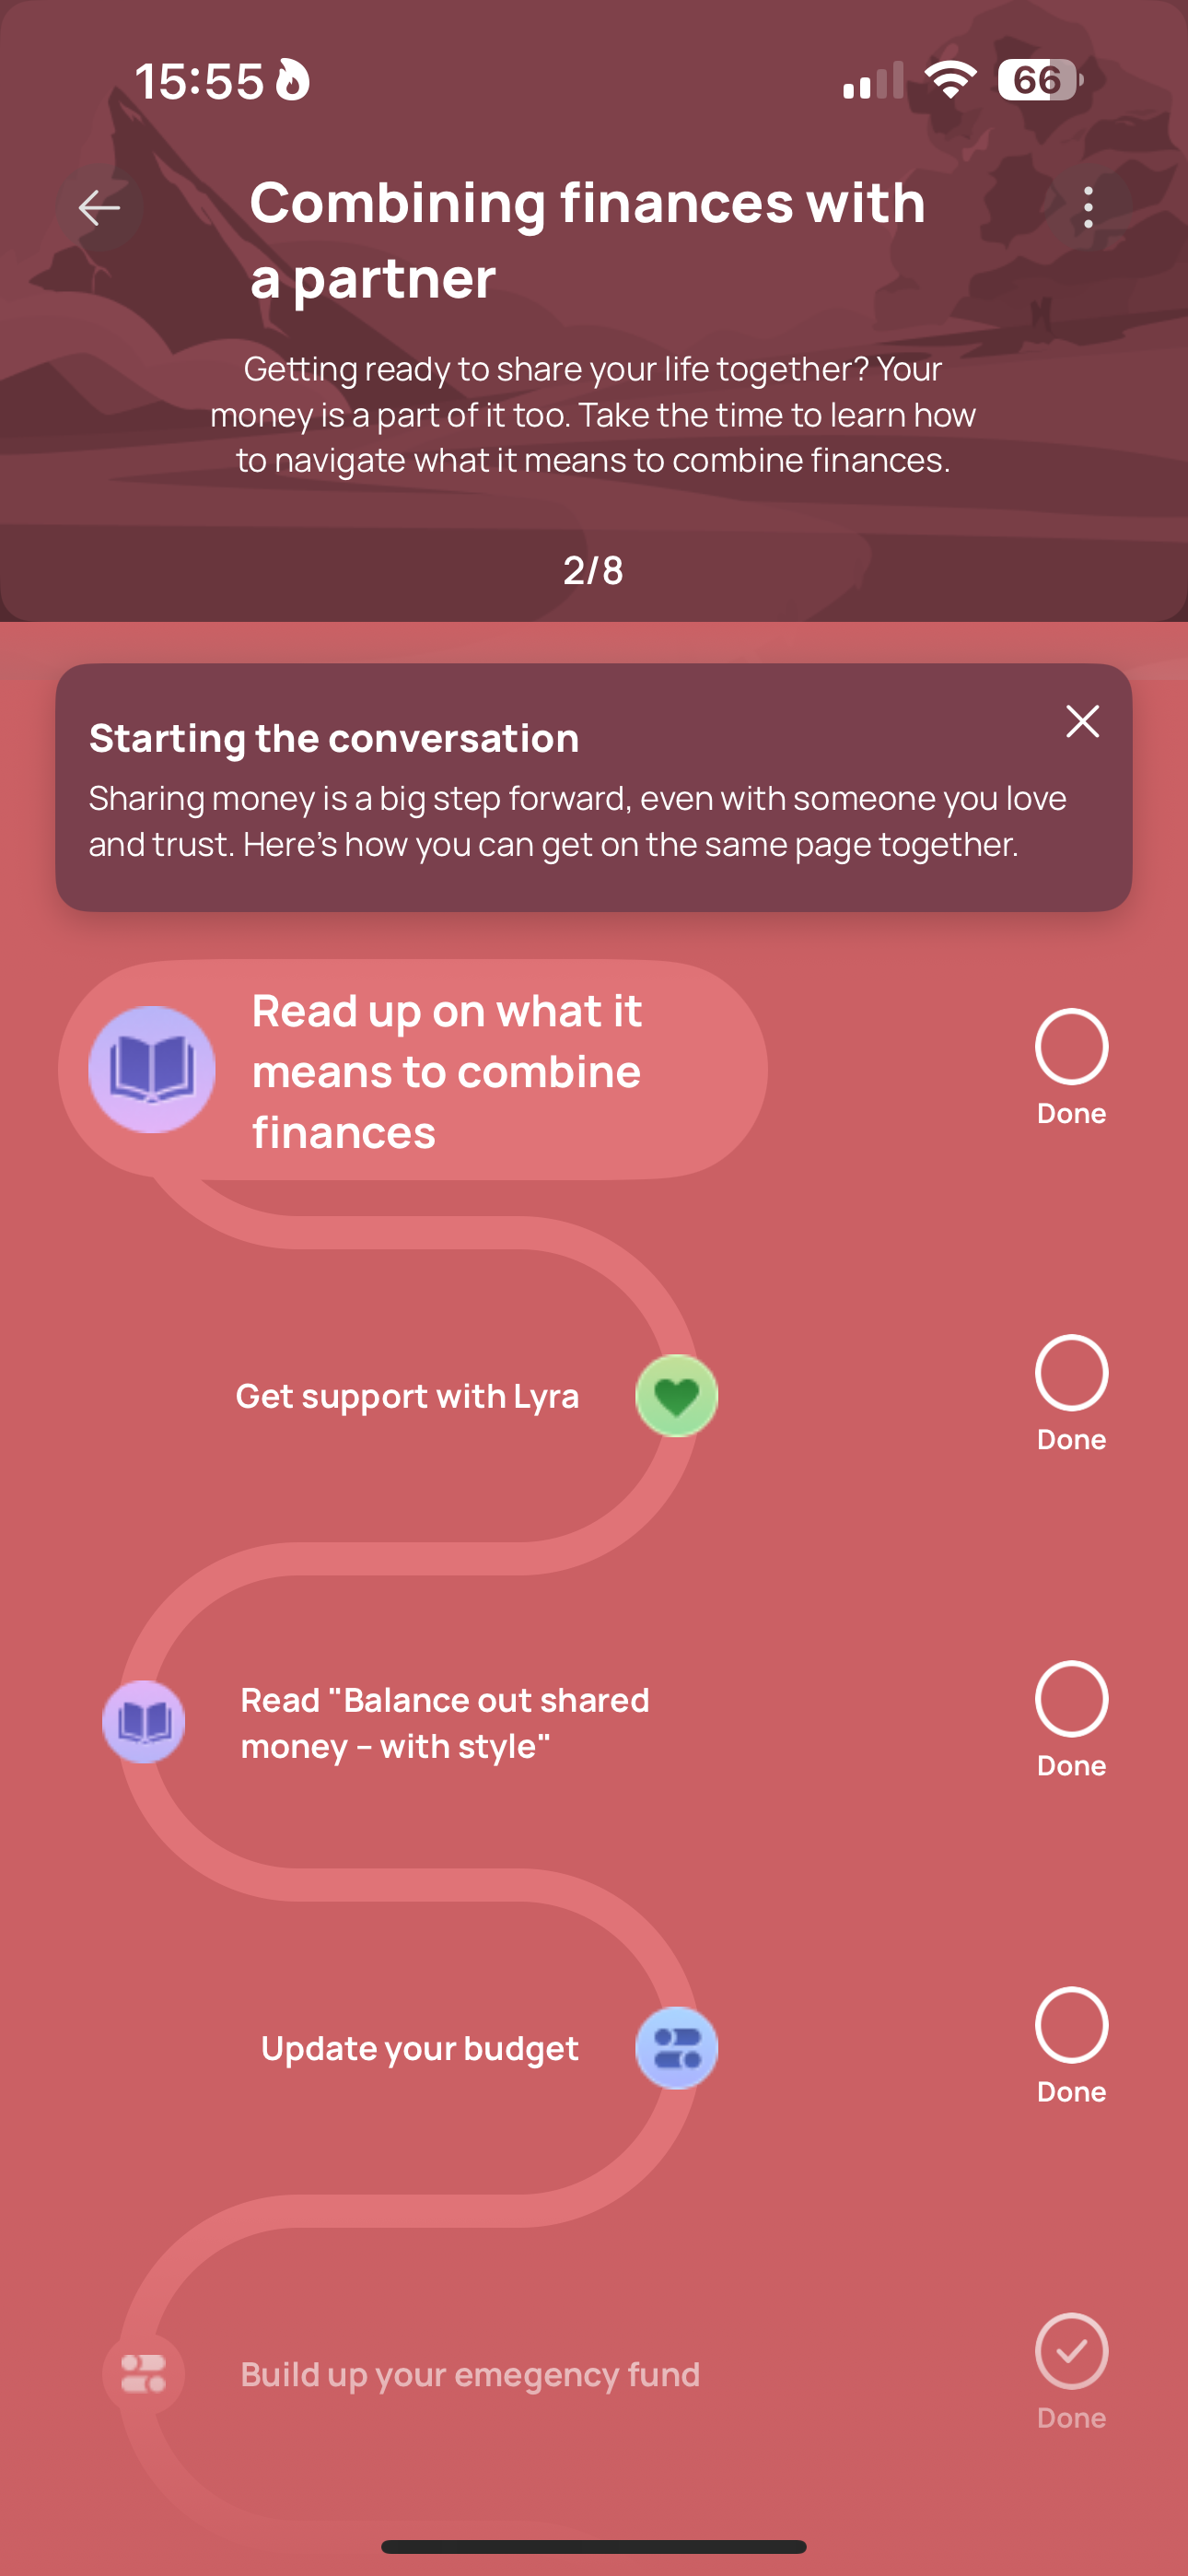 15:55
66
Combining finances with
a partner
Getting ready to share your life together? Your
money is a part of it too. Take the time to learn how
to navigate what it means to combine finances.
2/8
Starting the conversation
Sharing money is a big step forward, even with someone you love
and trust. Here’s how you can get on the same page together.
Read up on what it
means to combine
finances
Done
Get support with Lyra
Done
Read "Balance out shared
money – with style"
Done
Update your budget
Done
Build up your emegency fund
Done